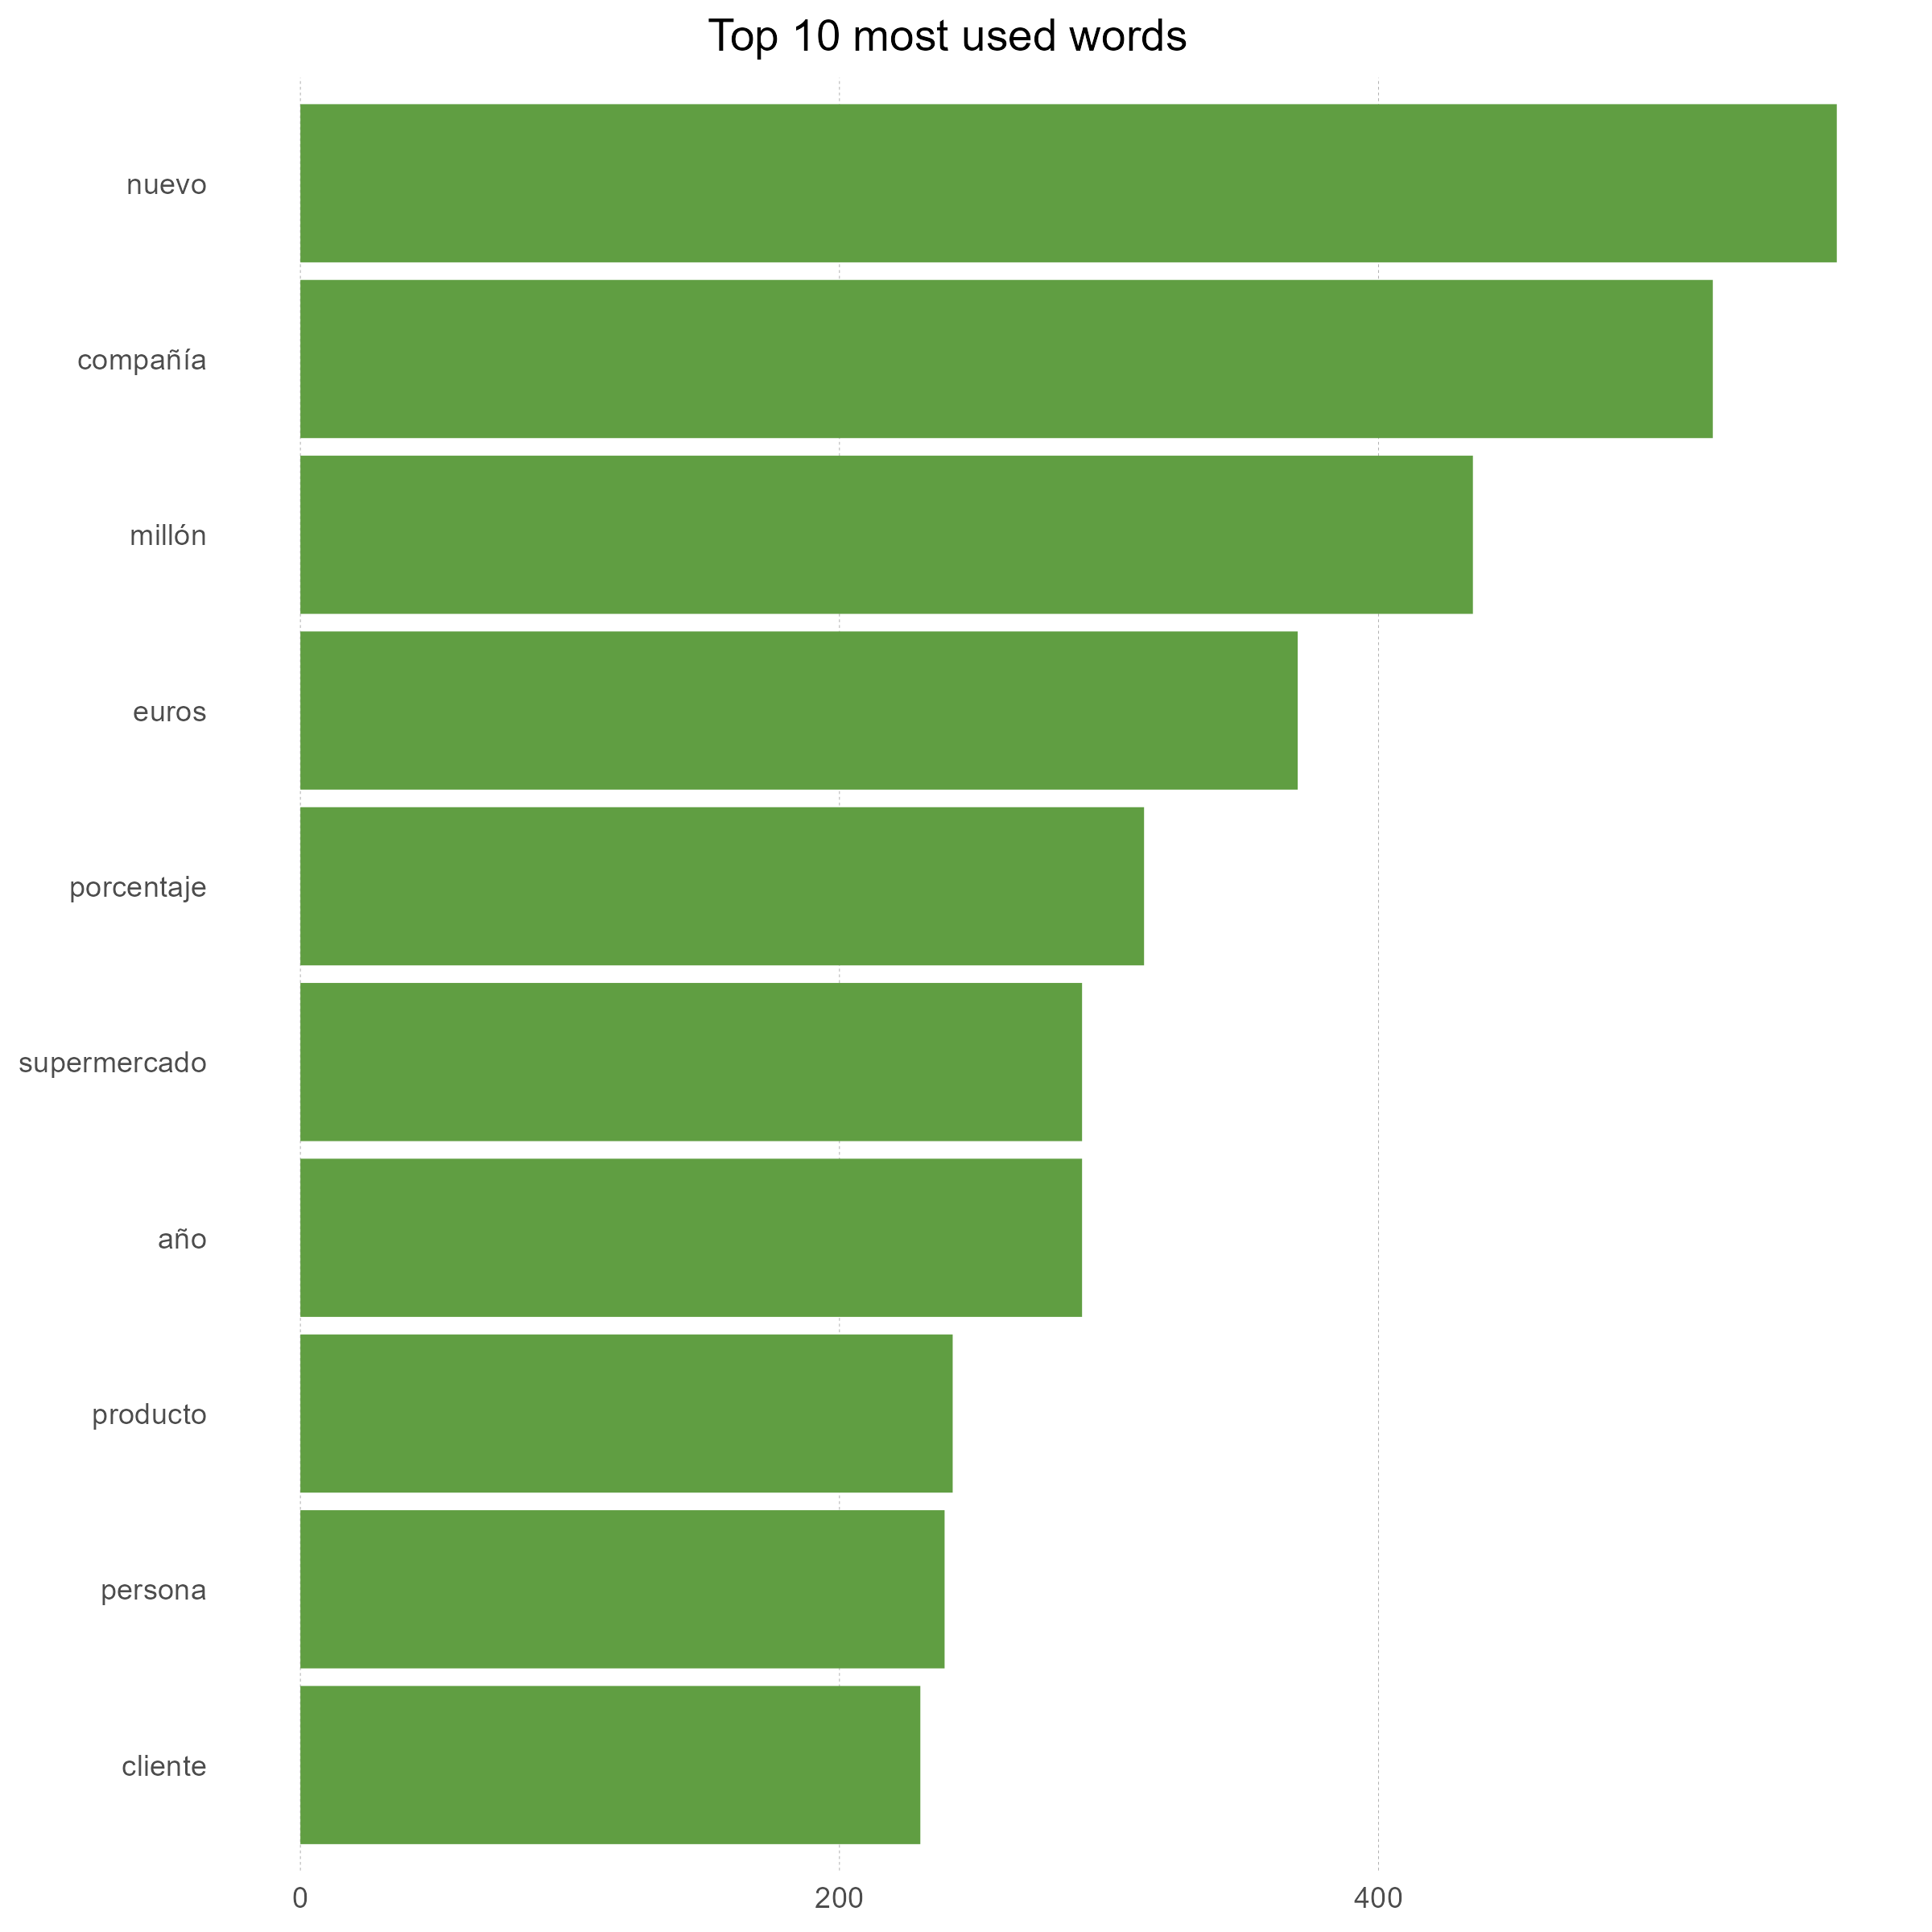 Top 10 most used words
nuevo
compañía
millón
euros
porcentaje
supermercado
año
producto
persona
cliente
0 200 400